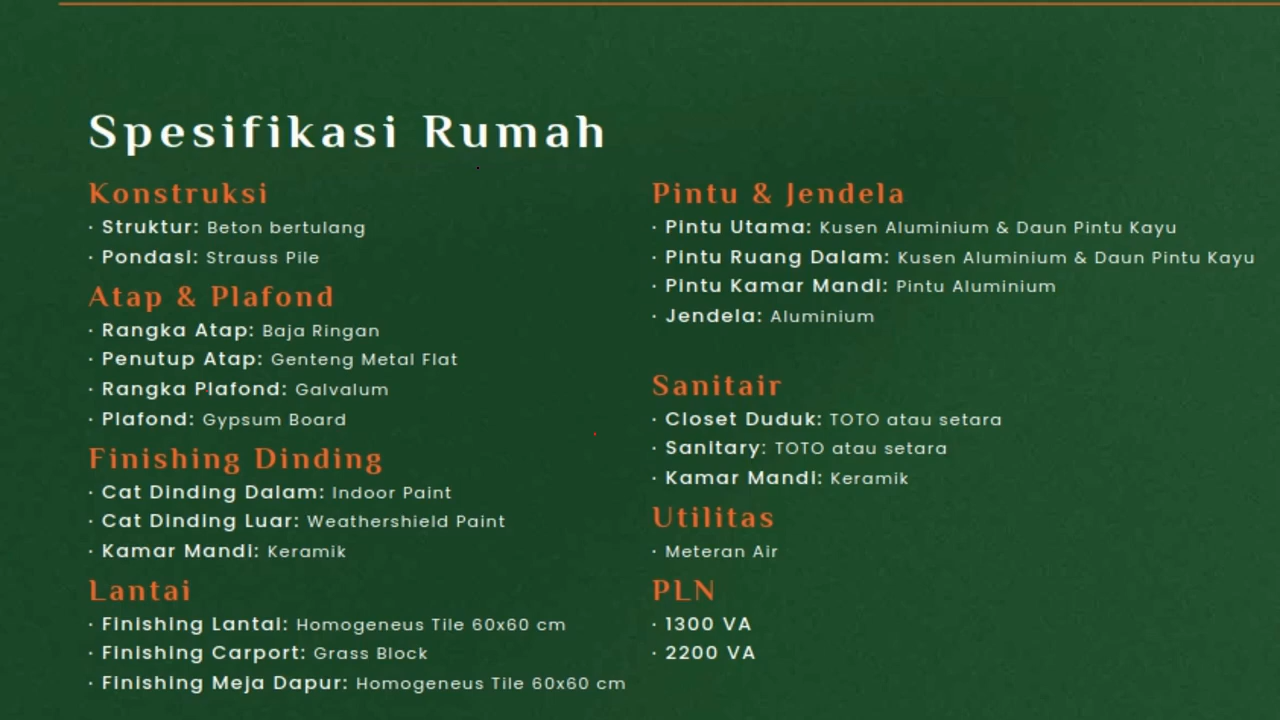 Spesifikasi Rumah
Konstruksi
· Struktur: Beton bertulang
· Pondasi: Strauss Pile
Atap & Plafond
· Rangka Atap: Baja Ringan
· Penutup Atap: Genteng Metal Flat
· Rangka Plafond: Galvalum
· Plafond: Gypsum Board
Finishing Dinding
· Cat Dinding Dalam: Indoor Paint
· Cat Dinding Luar: Weathershield Paint
· Kamar Mandi: Keramik
Lantai
· Finishing Lantai: Homogeneus Tile 60x60 cm
· Finishing Carport: Grass Block
· Finishing Meja Dapur: Homogeneus Tile 60x60 cm
Pintu & Jendela
· Pintu Utama: Kusen Aluminium & Daun Pintu Kayu
· Pintu Ruang Dalam: Kusen Aluminium & Daun Pintu Kayu
· Pintu Kamar Mandi: Pintu Aluminium
· Jendela: Aluminium
Sanitair
· Closet Duduk: TOTO atau setara
· Sanitary: TOTO atau setara
· Kamar Mandi: Keramik
Utilitas
· Meteran Air
PLN
· 1300 VA
· 2200 VA